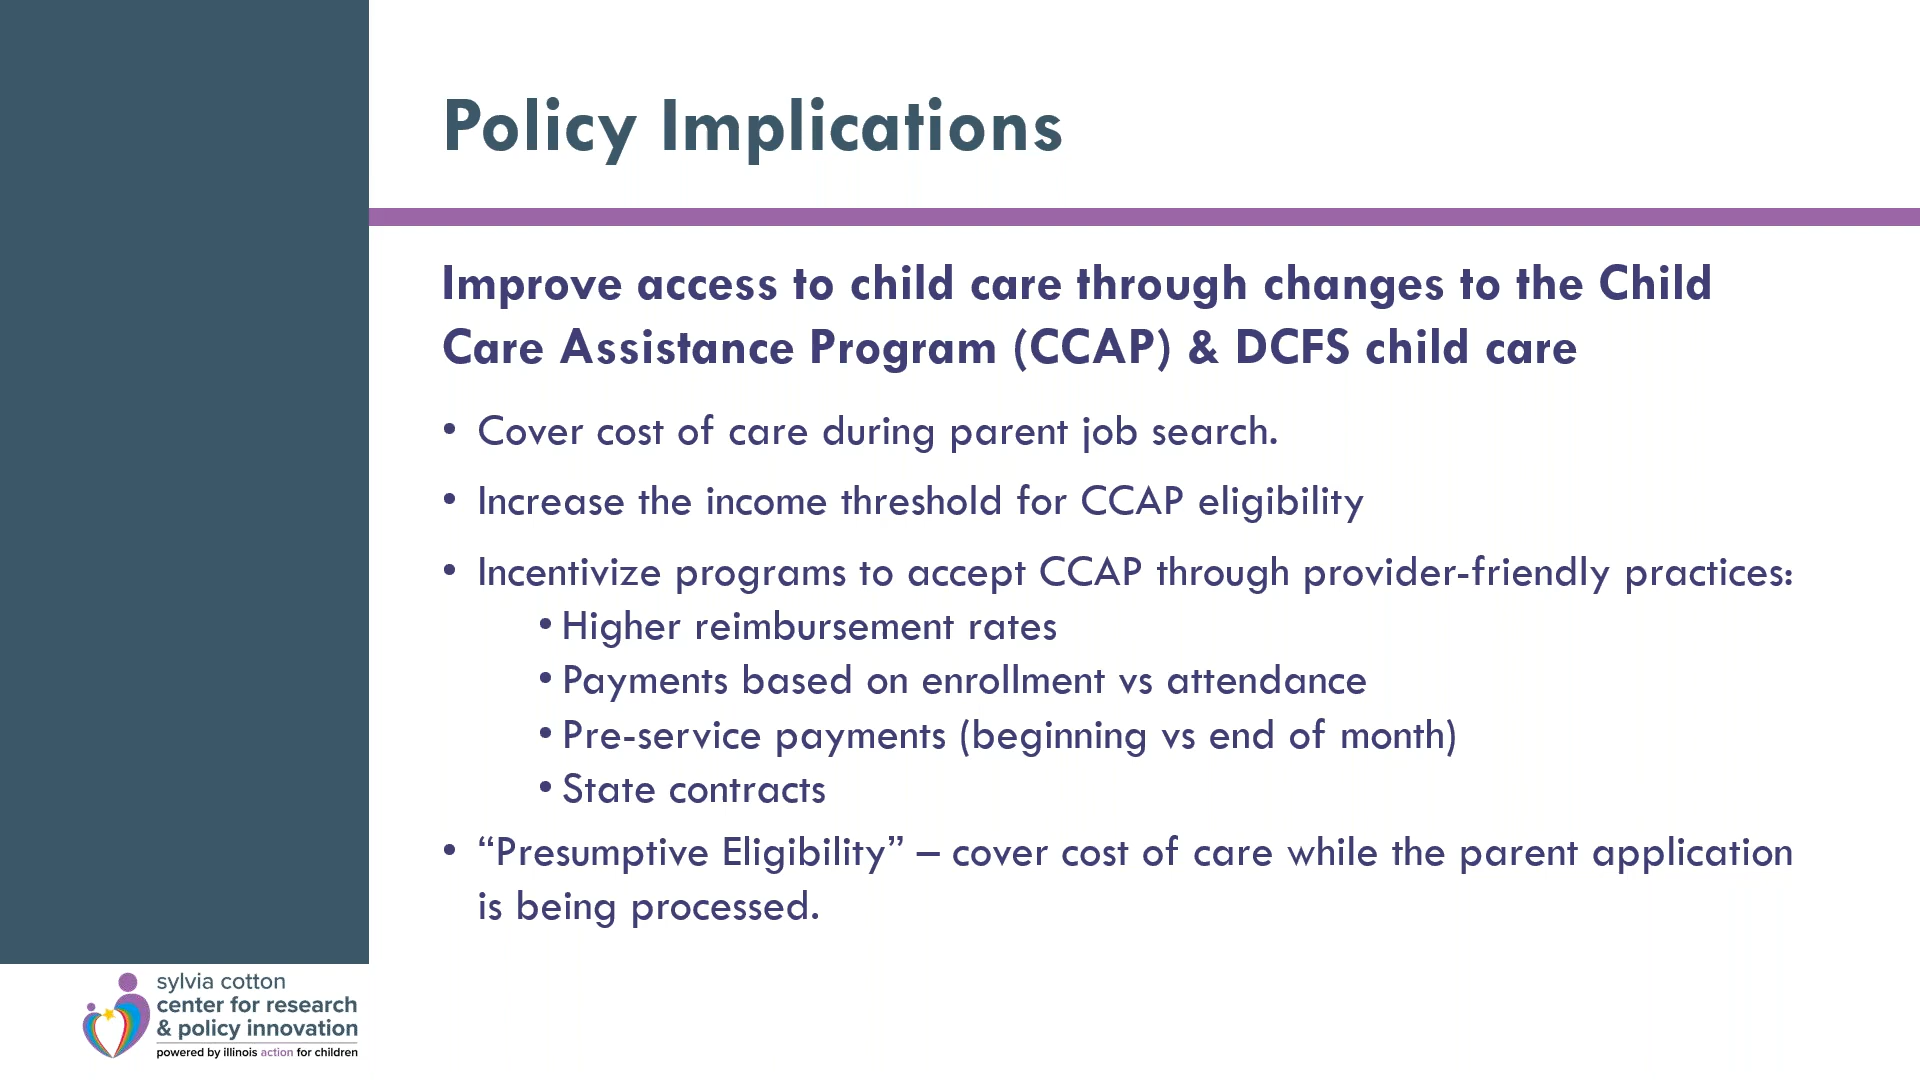 Policy Implications
Improve access to child care through changes to the Child
Care Assistance Program (CCAP) & DCFS child care
• Cover cost of care during parent job search.
• Increase the income threshold for CCAP eligibility
• Incentivize programs to accept CCAP through provider-friendly practices:
• Higher reimbursement rates
• Payments based on enrollment vs attendance
• Pre-service payments (beginning vs end of month)
• State contracts
• “Presumptive Eligibility” – cover cost of care while the parent application
is being processed.
sylvia cotton
center for research
& policy innovation
powered by illinois action for children